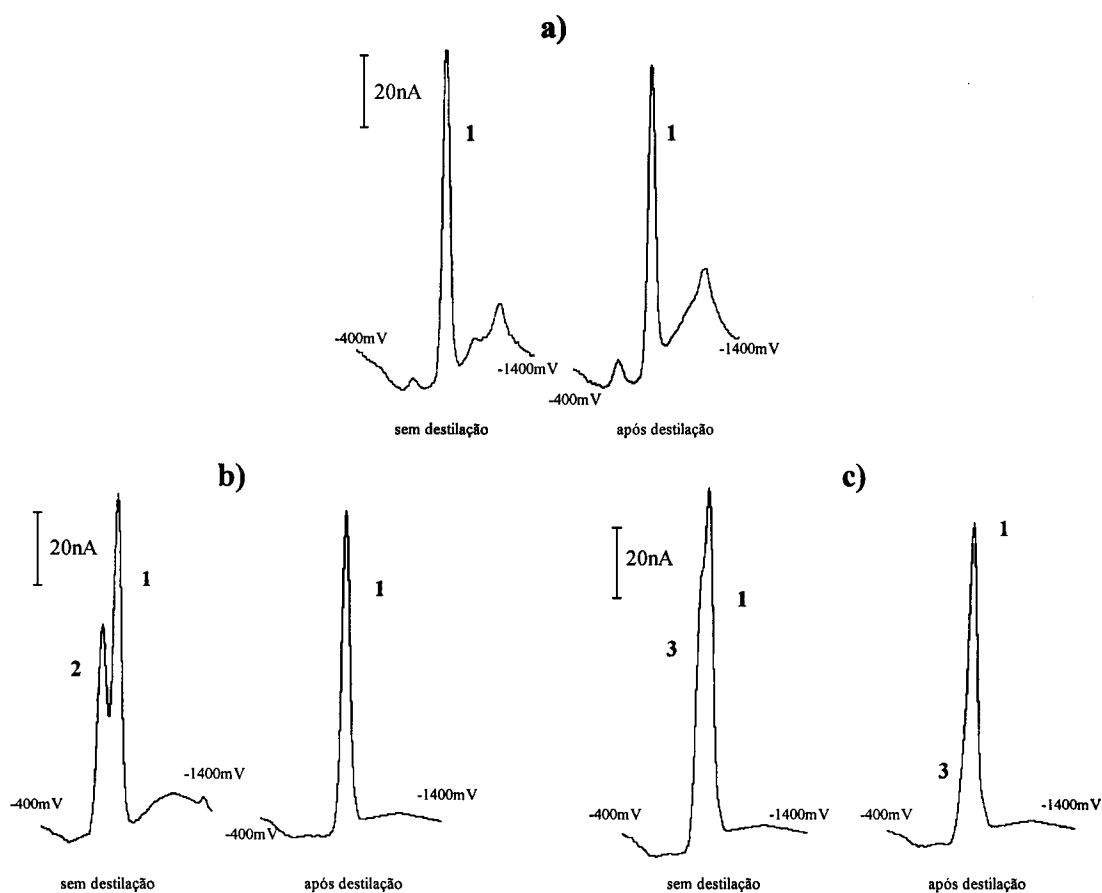 a)
20nA
1
1
-400mV
-1400mV
-400mV
-1400mV
sem destilação
após destilação
b)
20nA
1
2
-400mV
-1400mV
sem destilação
1
-400mV
-1400mV
após destilação
c)
20nA
1
3
-400mV
-1400mV
sem destilação
1
3
-400mV
-1400mV
após destilação